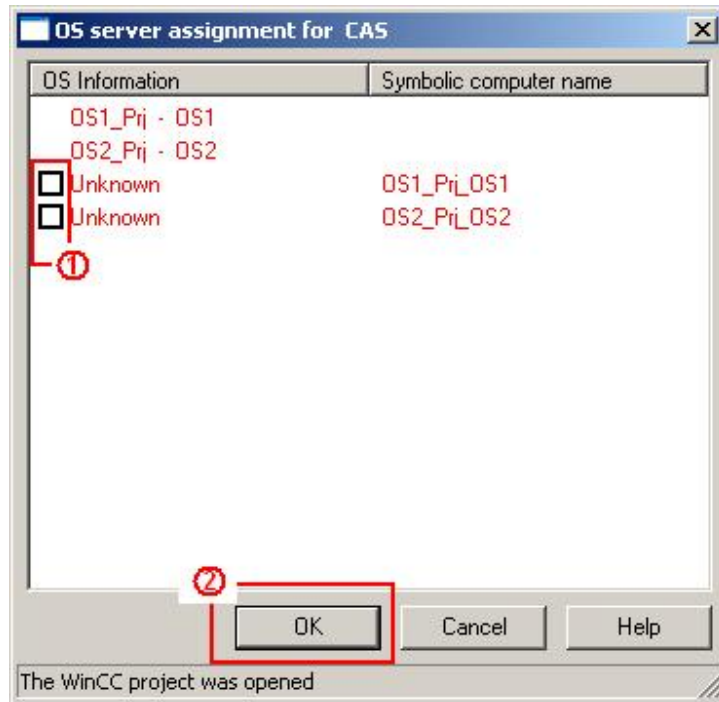 OS server assignment for CAS
OS Information Symbolic computer name
OS1_Prj - OS1
OS2_Prj - OS2
Unknown OS1_Prj_OS1
Unknown OS2_Prj_OS2
①
②
OK Cancel Help
The WinCC project was opened